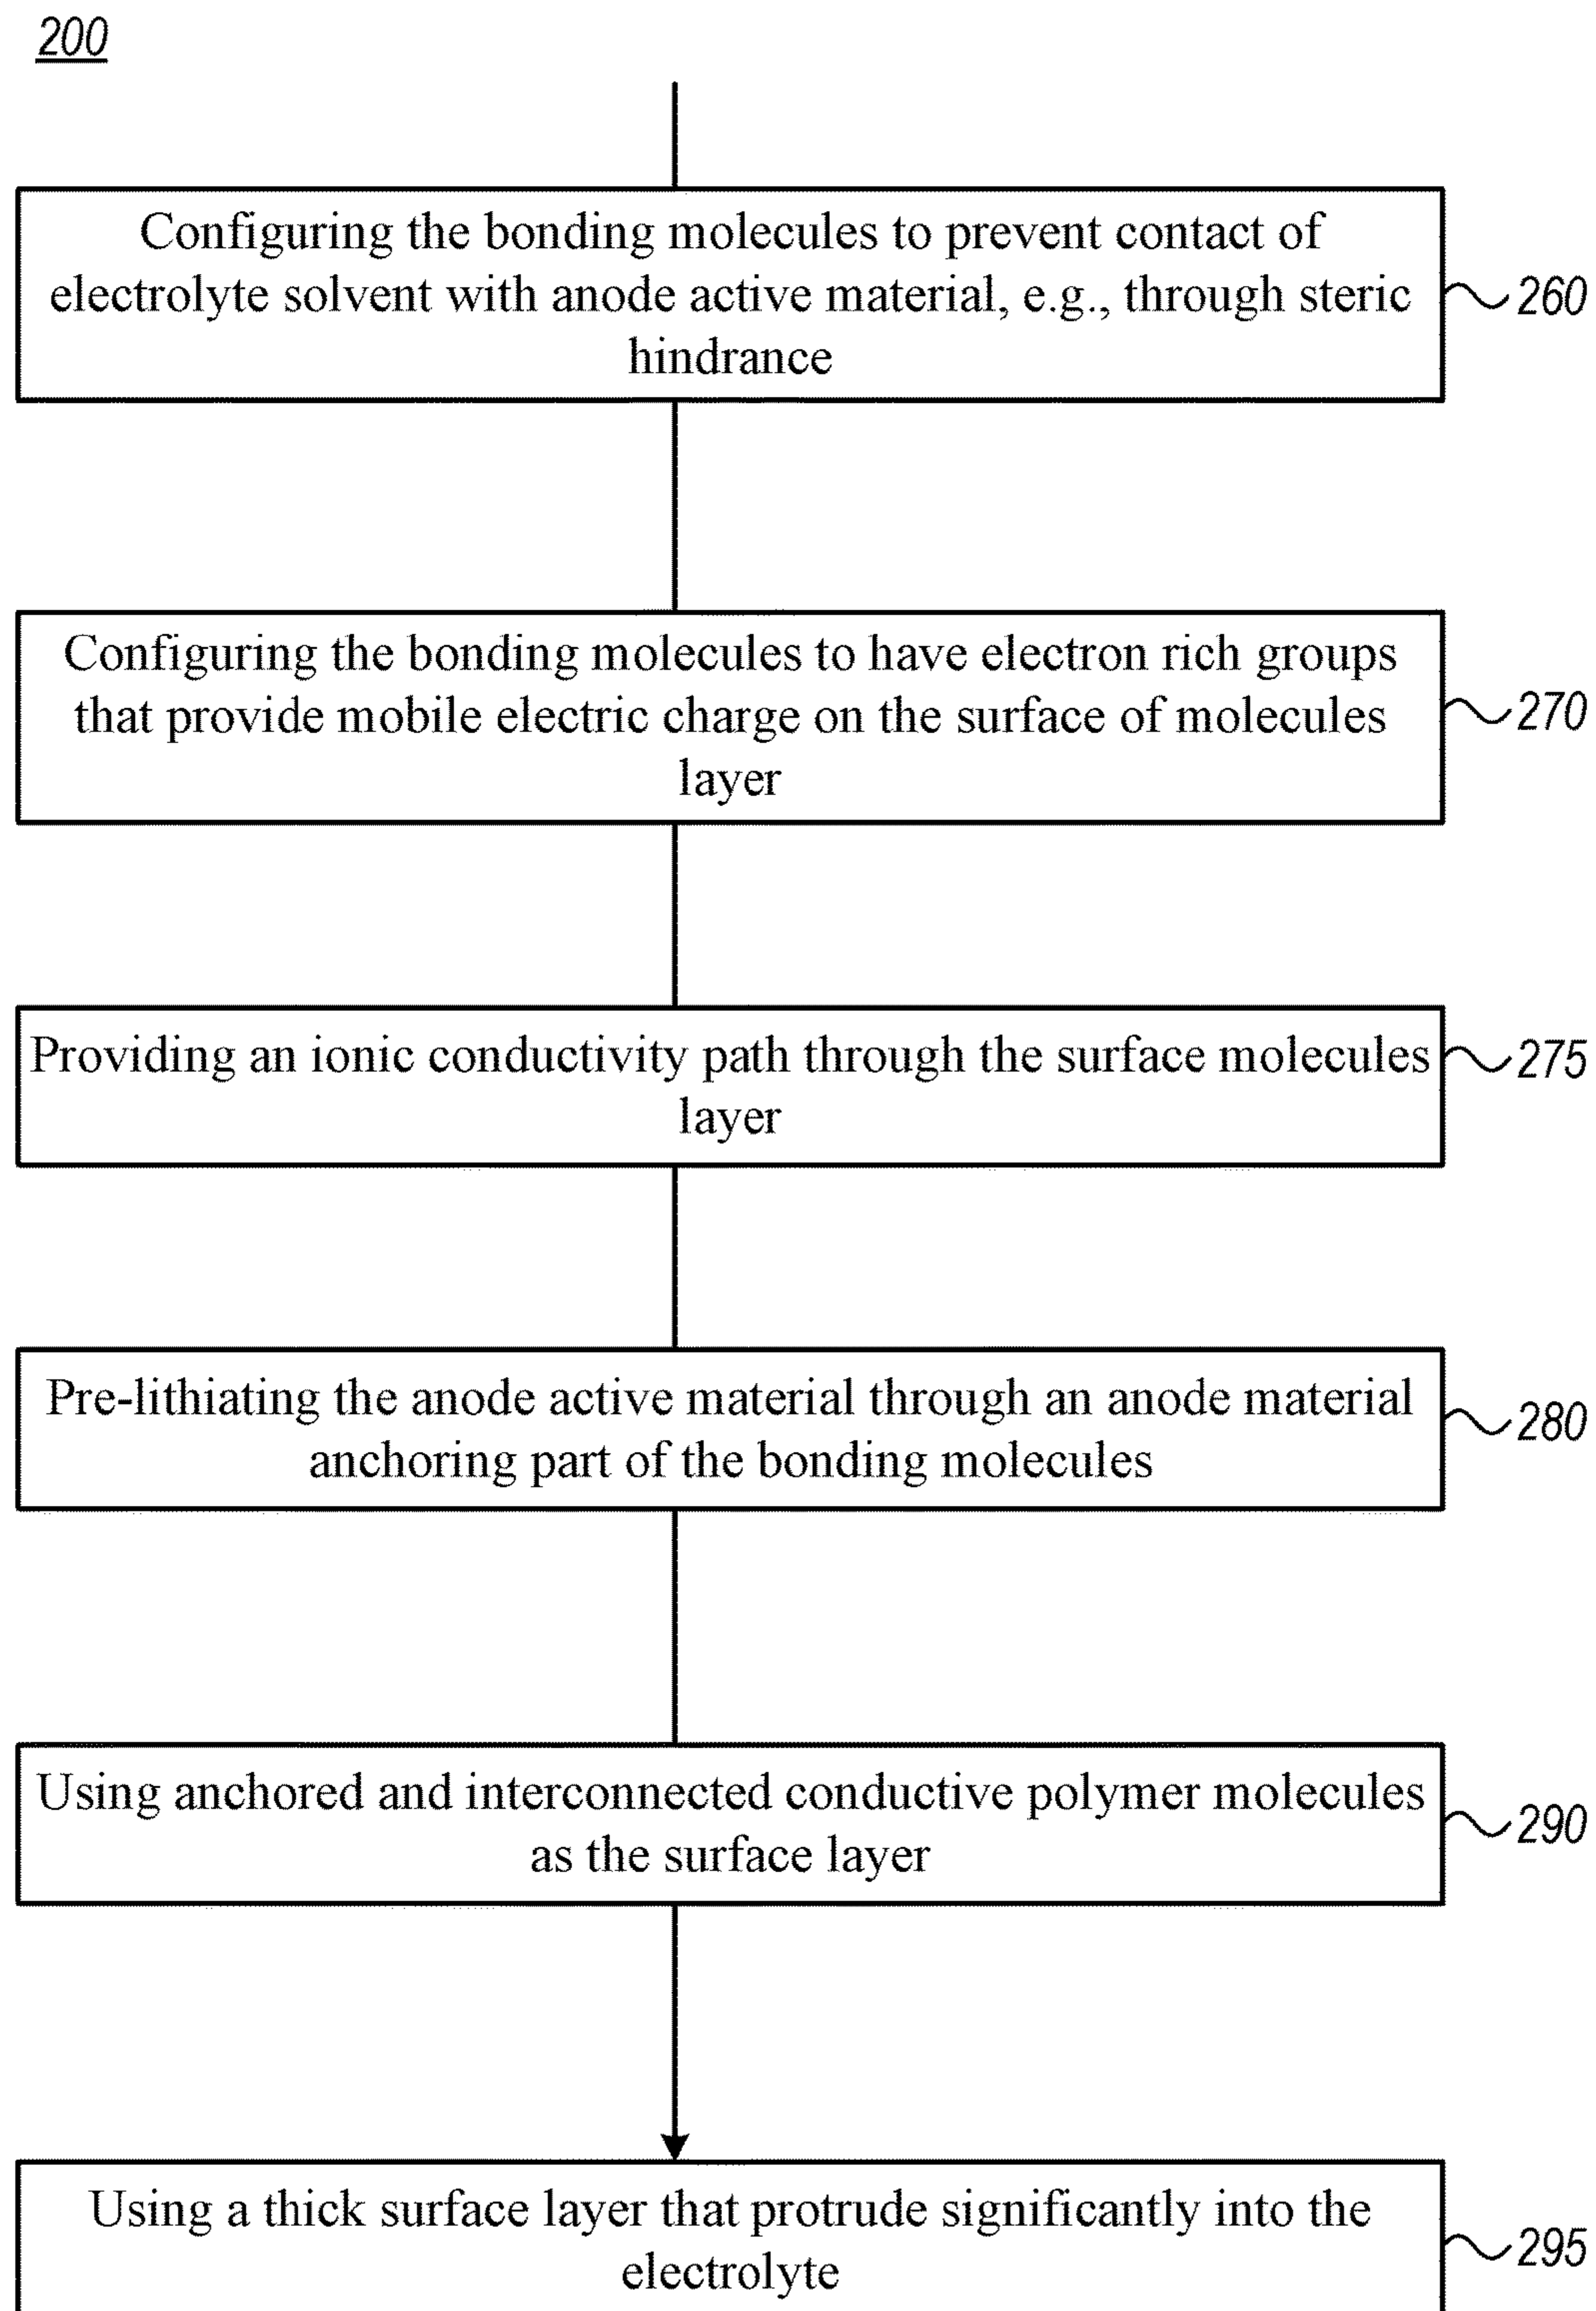 200
Configuring the bonding molecules to prevent contact of
electrolyte solvent with anode active material, e.g., through steric
hindrance
260
Configuring the bonding molecules to have electron rich groups
that provide mobile electric charge on the surface of molecules
layer
270
Providing an ionic conductivity path through the surface molecules
layer
275
Pre-lithiating the anode active material through an anode material
anchoring part of the bonding molecules
280
Using anchored and interconnected conductive polymer molecules
as the surface layer
290
Using a thick surface layer that protrude significantly into the
electrolyte
295